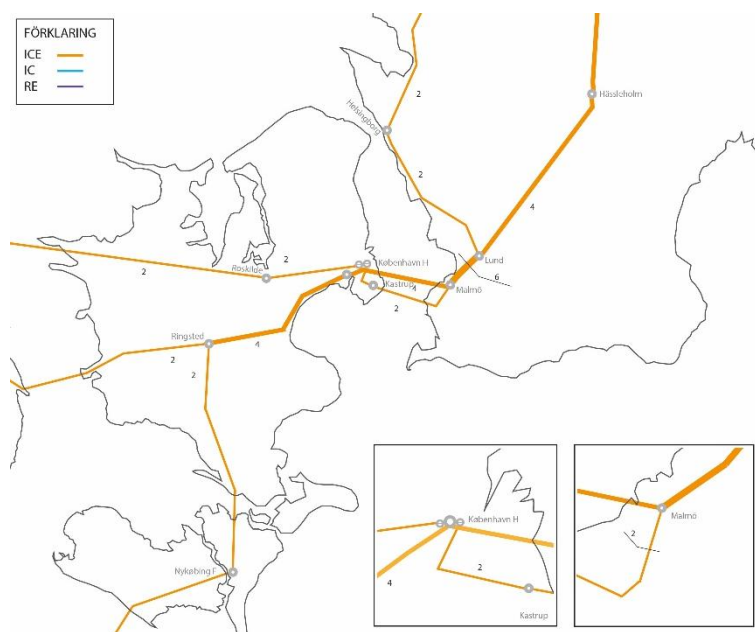 FÖRKLARING
ICE
IC
RE
2
Hässleholm
Helsingborg
2
4
2
København H
Lund
Roskilde
2
6
Kastrup
4
Malmö
2
Ringsted
4
2
2
København H
Malmö
2
4
2
Nykøbing F
Kastrup